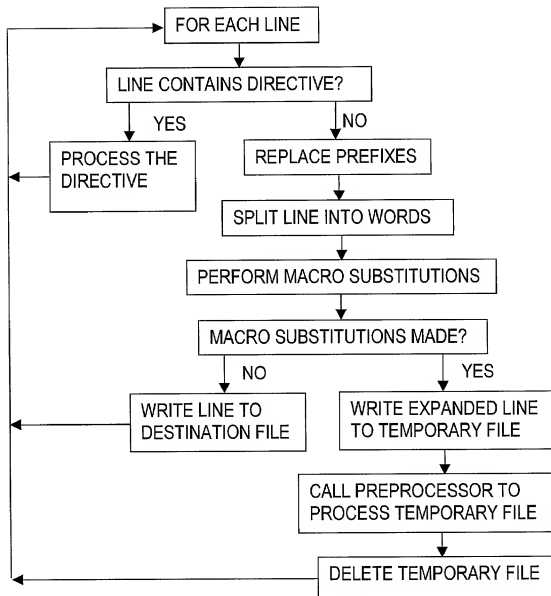 FOR EACH LINE
LINE CONTAINS DIRECTIVE?
YES
NO
PROCESS THE
DIRECTIVE
REPLACE PREFIXES
SPLIT LINE INTO WORDS
PERFORM MACRO SUBSTITUTIONS
MACRO SUBSTITUTIONS MADE?
NO
YES
WRITE LINE TO
DESTINATION FILE
WRITE EXPANDED LINE
TO TEMPORARY FILE
CALL PREPROCESSOR TO
PROCESS TEMPORARY FILE
DELETE TEMPORARY FILE